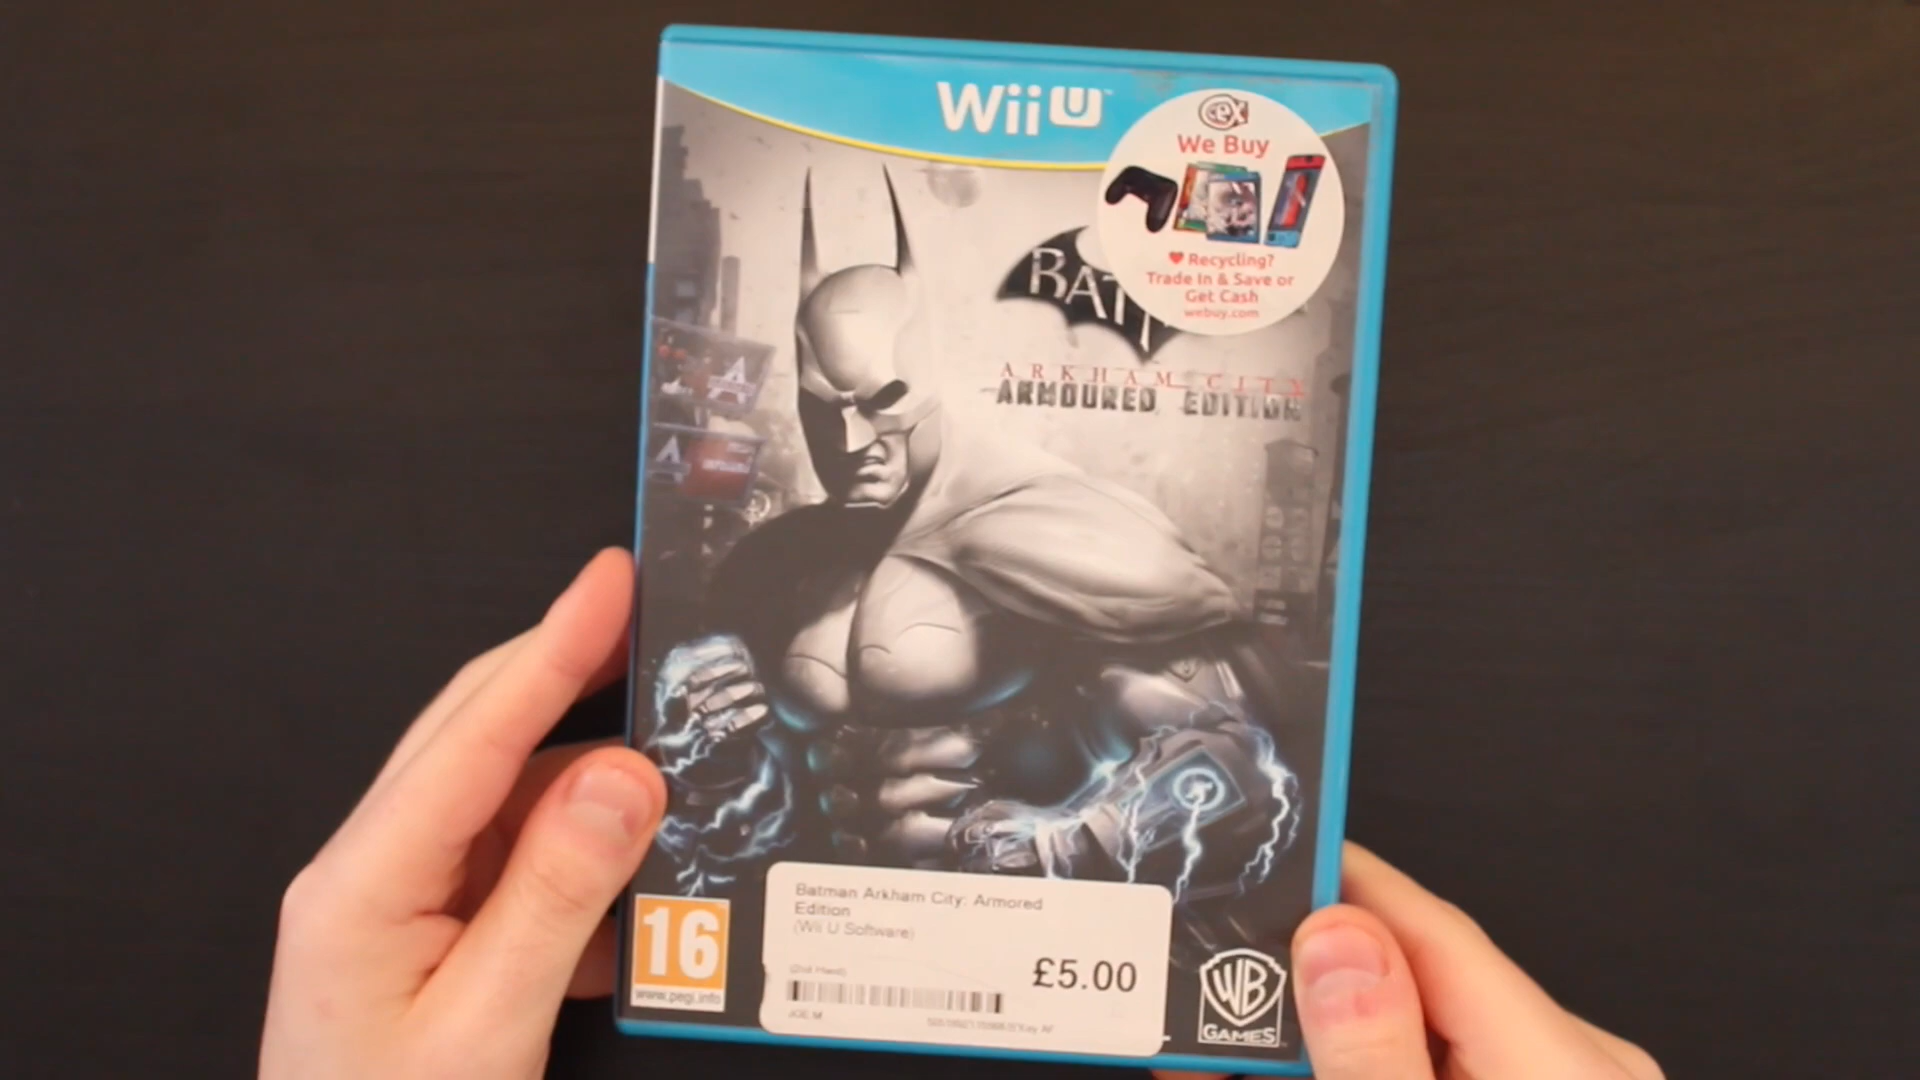 Wii U
cex
We Buy
♥ Recycling?
Trade In & Save or
Get Cash
webuy.com
BAT
ARKHAM CITY
ARMOURED EDITION
16
www.pegi.info
Batman Arkham City: Armored
Edition
(Wii U Software)
(2nd Hand)
£5.00
JOE M
WB
GAMES